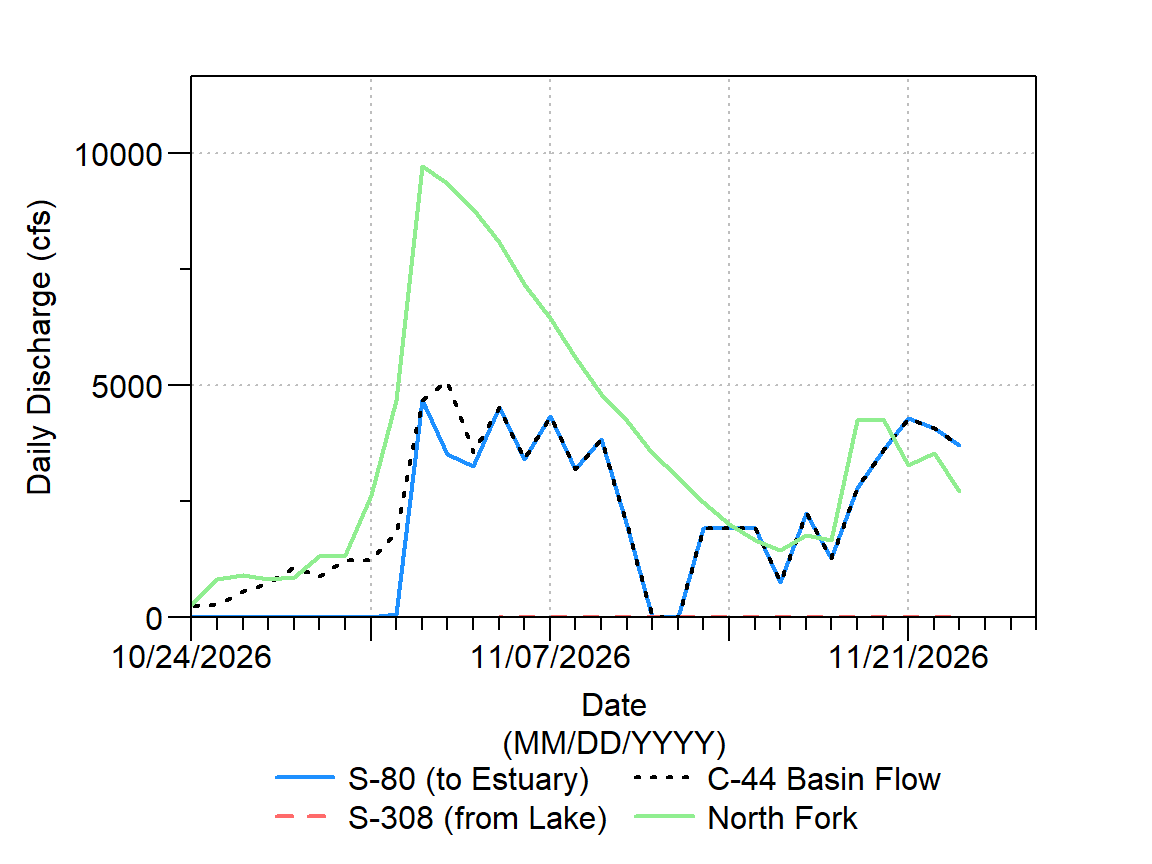 Daily Discharge (cfs)
10000
5000
0
10/24/2026
11/07/2026
11/21/2026
Date
(MM/DD/YYYY)
S-80 (to Estuary)
C-44 Basin Flow
S-308 (from Lake)
North Fork